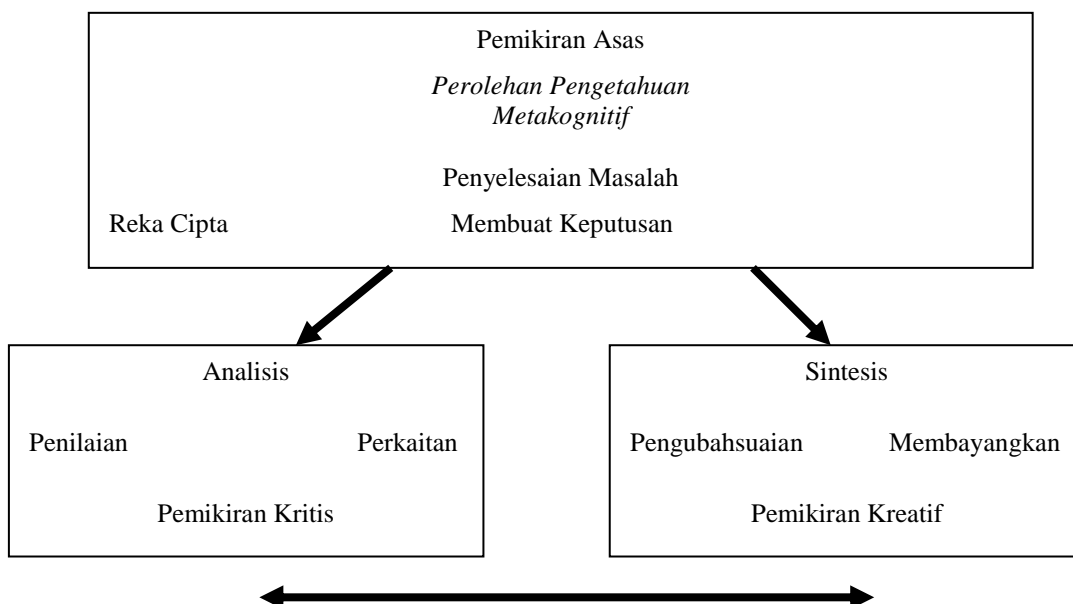 Pemikiran Asas
Perolehan Pengetahuan
Metakognitif
Penyelesaian Masalah
Reka Cipta Membuat Keputusan
Analisis
Penilaian Perkaitan
Pemikiran Kritis
Sintesis
Pengubahsuaian Membayangkan
Pemikiran Kreatif